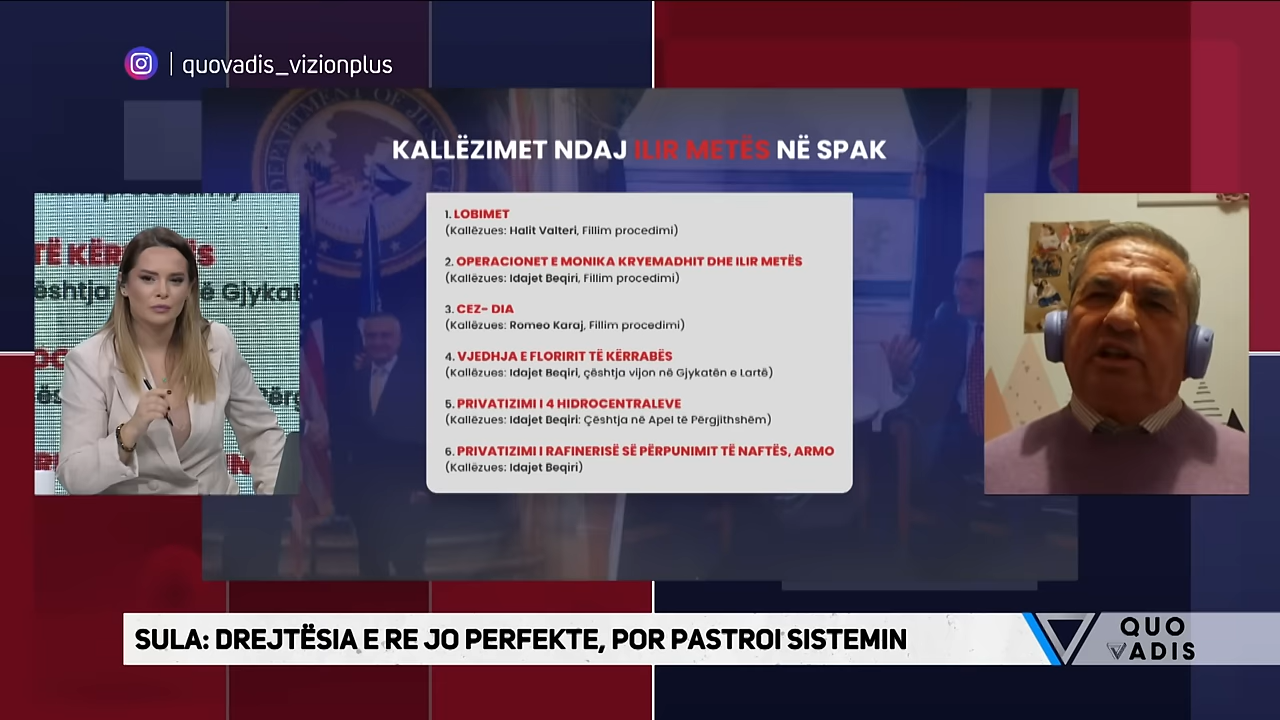 quovadis_vizionplus
DEPARTMENT OF JUSTICE
KALLËZIMET NDAJ ILIR METËS NË SPAK
1. LOBIMET
(Kallëzues: Halit Valteri, Fillim procedimi)
2. OPERACIONET E MONIKA KRYEMADHIT DHE ILIR METËS
(Kallëzues: Idajet Beqiri, Fillim procedimi)
3. CEZ- DIA
(Kallëzues: Romeo Karaj, Fillim procedimi)
4. VJEDHJA E FLORIRIT TË KËRRABËS
(Kallëzues: Idajet Beqiri, çështja vijon në Gjykatën e Lartë)
5. PRIVATIZIMI I 4 HIDROCENTRALEVE
(Kallëzues: Idajet Beqiri: Çështja në Apel të Përgjithshëm)
6. PRIVATIZIMI I RAFINERISË SË PËRPUNIMIT TË NAFTËS, ARMO
(Kallëzues: Idajet Beqiri)
SULA: DREJTËSIA E RE JO PERFEKTE, POR PASTROI SISTEMIN
QUO
VADIS